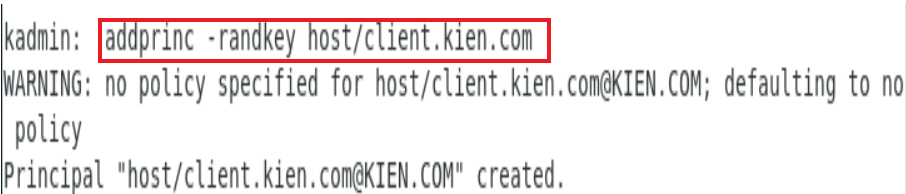 kadmin: addprinc -randkey host/client.kien.com
WARNING: no policy specified for host/client.kien.com@KIEN.COM; defaulting to no
policy
Principal "host/client.kien.com@KIEN.COM" created.